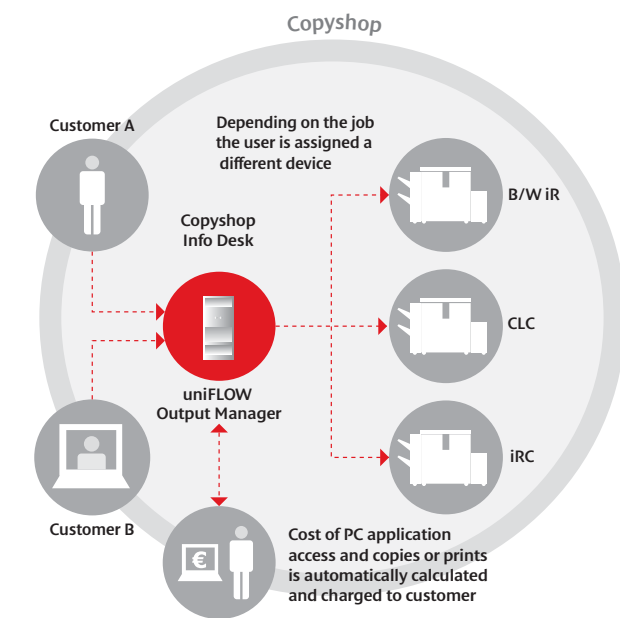 Copyshop
Customer A
Depending on the job
the user is assigned a
different device
B/W iR
Copyshop
Info Desk
CLC
uniFLOW
Output Manager
iRC
Customer B
€
Cost of PC application
access and copies or prints
is automatically calculated
and charged to customer